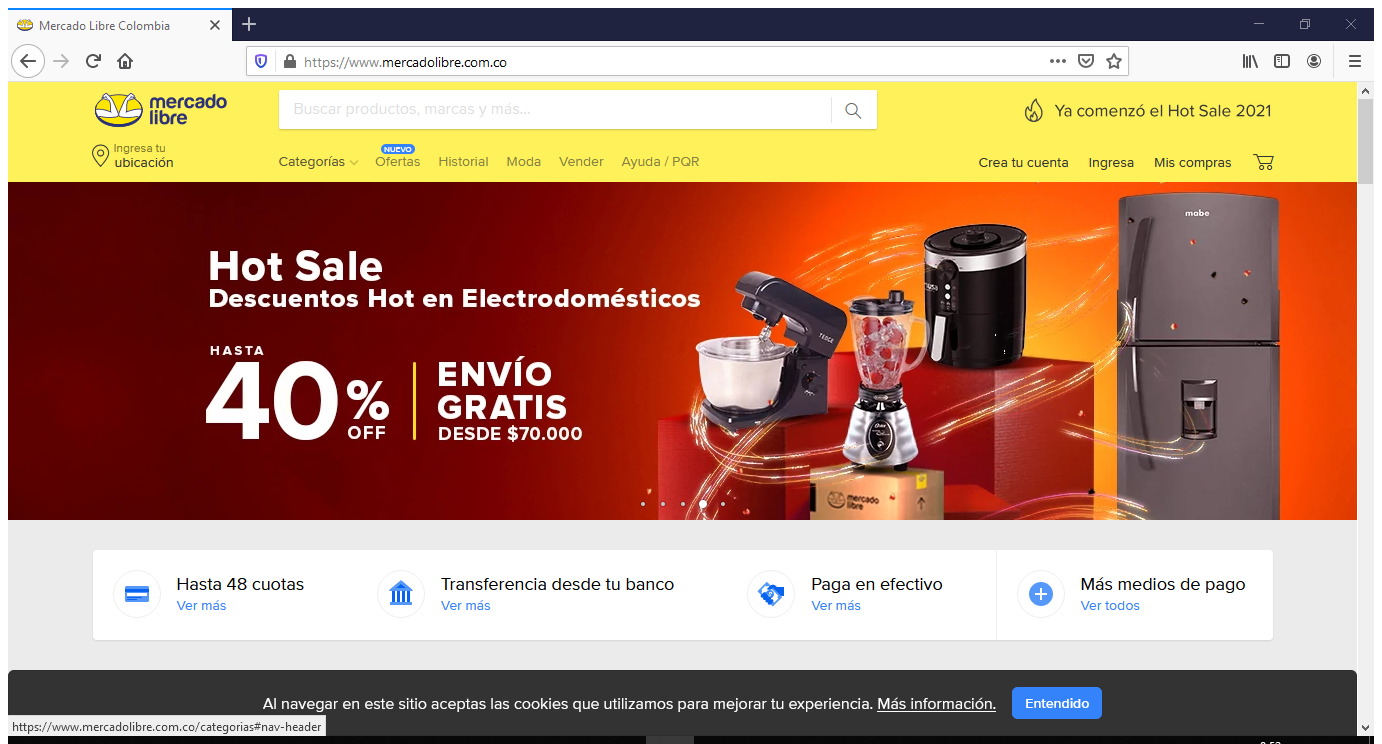 Mercado Libre Colombia
https://www.mercadolibre.com.co
mercado
libre
Buscar productos, marcas y más...
Ya comenzó el Hot Sale 2021
Ingresa tu
ubicación
NUEVO
Categorías Ofertas Historial Moda Vender Ayuda / PQR
Crea tu cuenta Ingresa Mis compras
mabe
Hot Sale
Descuentos Hot en Electrodomésticos
TEDGE
HASTA
40%
OFF
ENVÍO
GRATIS
DESDE $70.000
Oster
mercado
libre
Hasta 48 cuotas
Ver más
Transferencia desde tu banco
Ver más
Paga en efectivo
Ver más
Más medios de pago
Ver todos
Al navegar en este sitio aceptas las cookies que utilizamos para mejorar tu experiencia. Más información.
Entendido
https://www.mercadolibre.com.co/categorias#nav-header